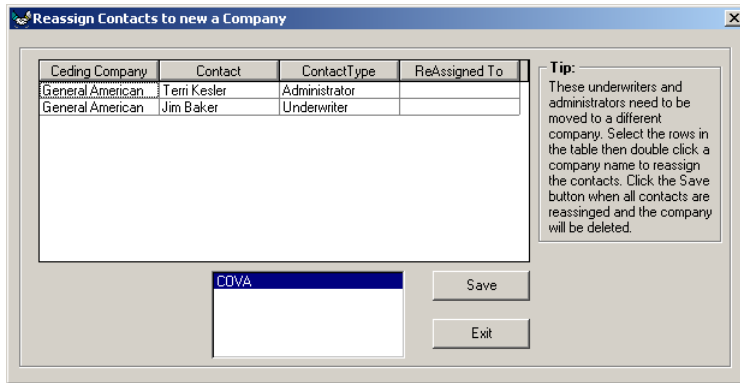 Reassign Contacts to new a Company
Ceding Company Contact ContactType ReAssigned To
General American Terri Kesler Administrator
General American Jim Baker Underwriter
Tip:
These underwriters and
administrators need to be
moved to a different
company. Select the rows in
the table then double click a
company name to reassign
the contacts. Click the Save
button when all contacts are
reassinged and the company
will be deleted.
COVA
Save
Exit